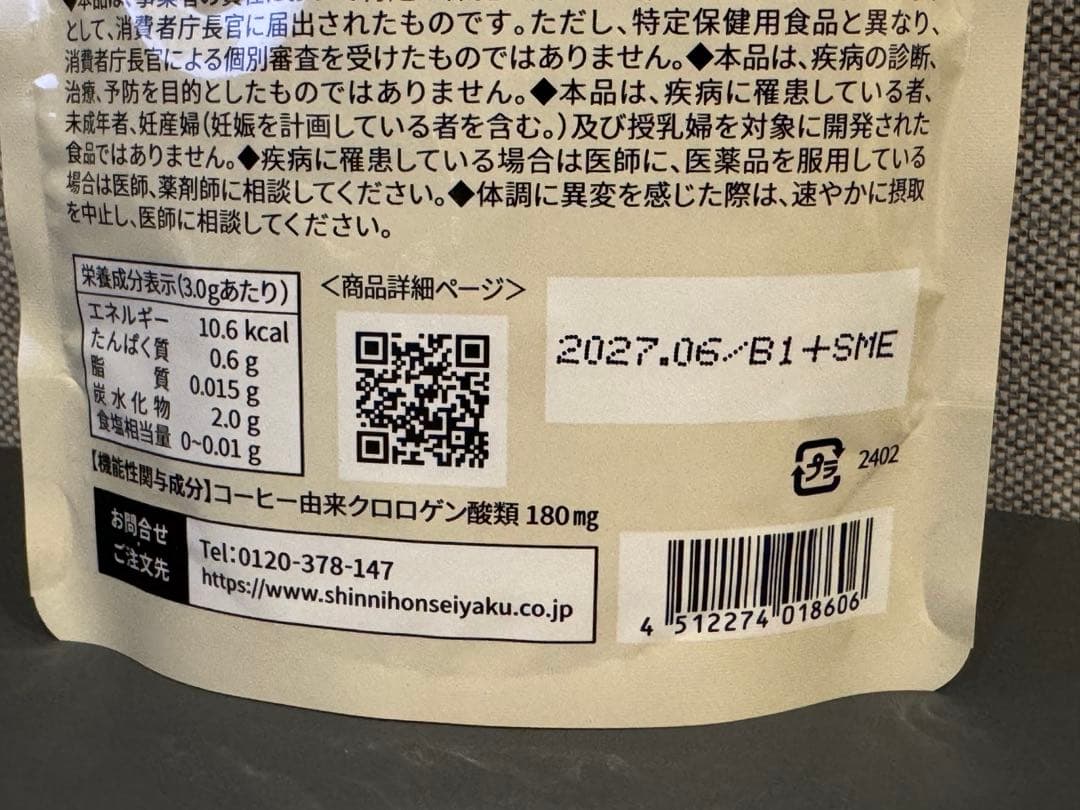 として、消費者庁長官に届出されたものです。ただし、特定保健用食品と異なり、
消費者庁長官による個別審査を受けたものではありません。◆本品は、疾病の診断、
治療、予防を目的としたものではありません。◆本品は、疾病に罹患している者、
未成年者、妊産婦(妊娠を計画している者を含む。)及び授乳婦を対象に開発された
食品ではありません。◆疾病に罹患している場合は医師に、医薬品を服用している
場合は医師、薬剤師に相談してください。◆体調に異変を感じた際は、速やかに摂取
を中止し、医師に相談してください。
栄養成分表示(3.0gあたり)
エネルギー 10.6 kcal
たんぱく質 0.6 g
脂質 0.015 g
炭水化物 2.0 g
食塩相当量 0~0.01 g
【機能性関与成分】コーヒー由来クロロゲン酸類 180mg
<商品詳細ページ>
2027.06/B1+SME
プラ
2402
お問合せ
・
ご注文先
Tel:0120-378-147
https://www.shinnihonseiyaku.co.jp
4 512274 018606